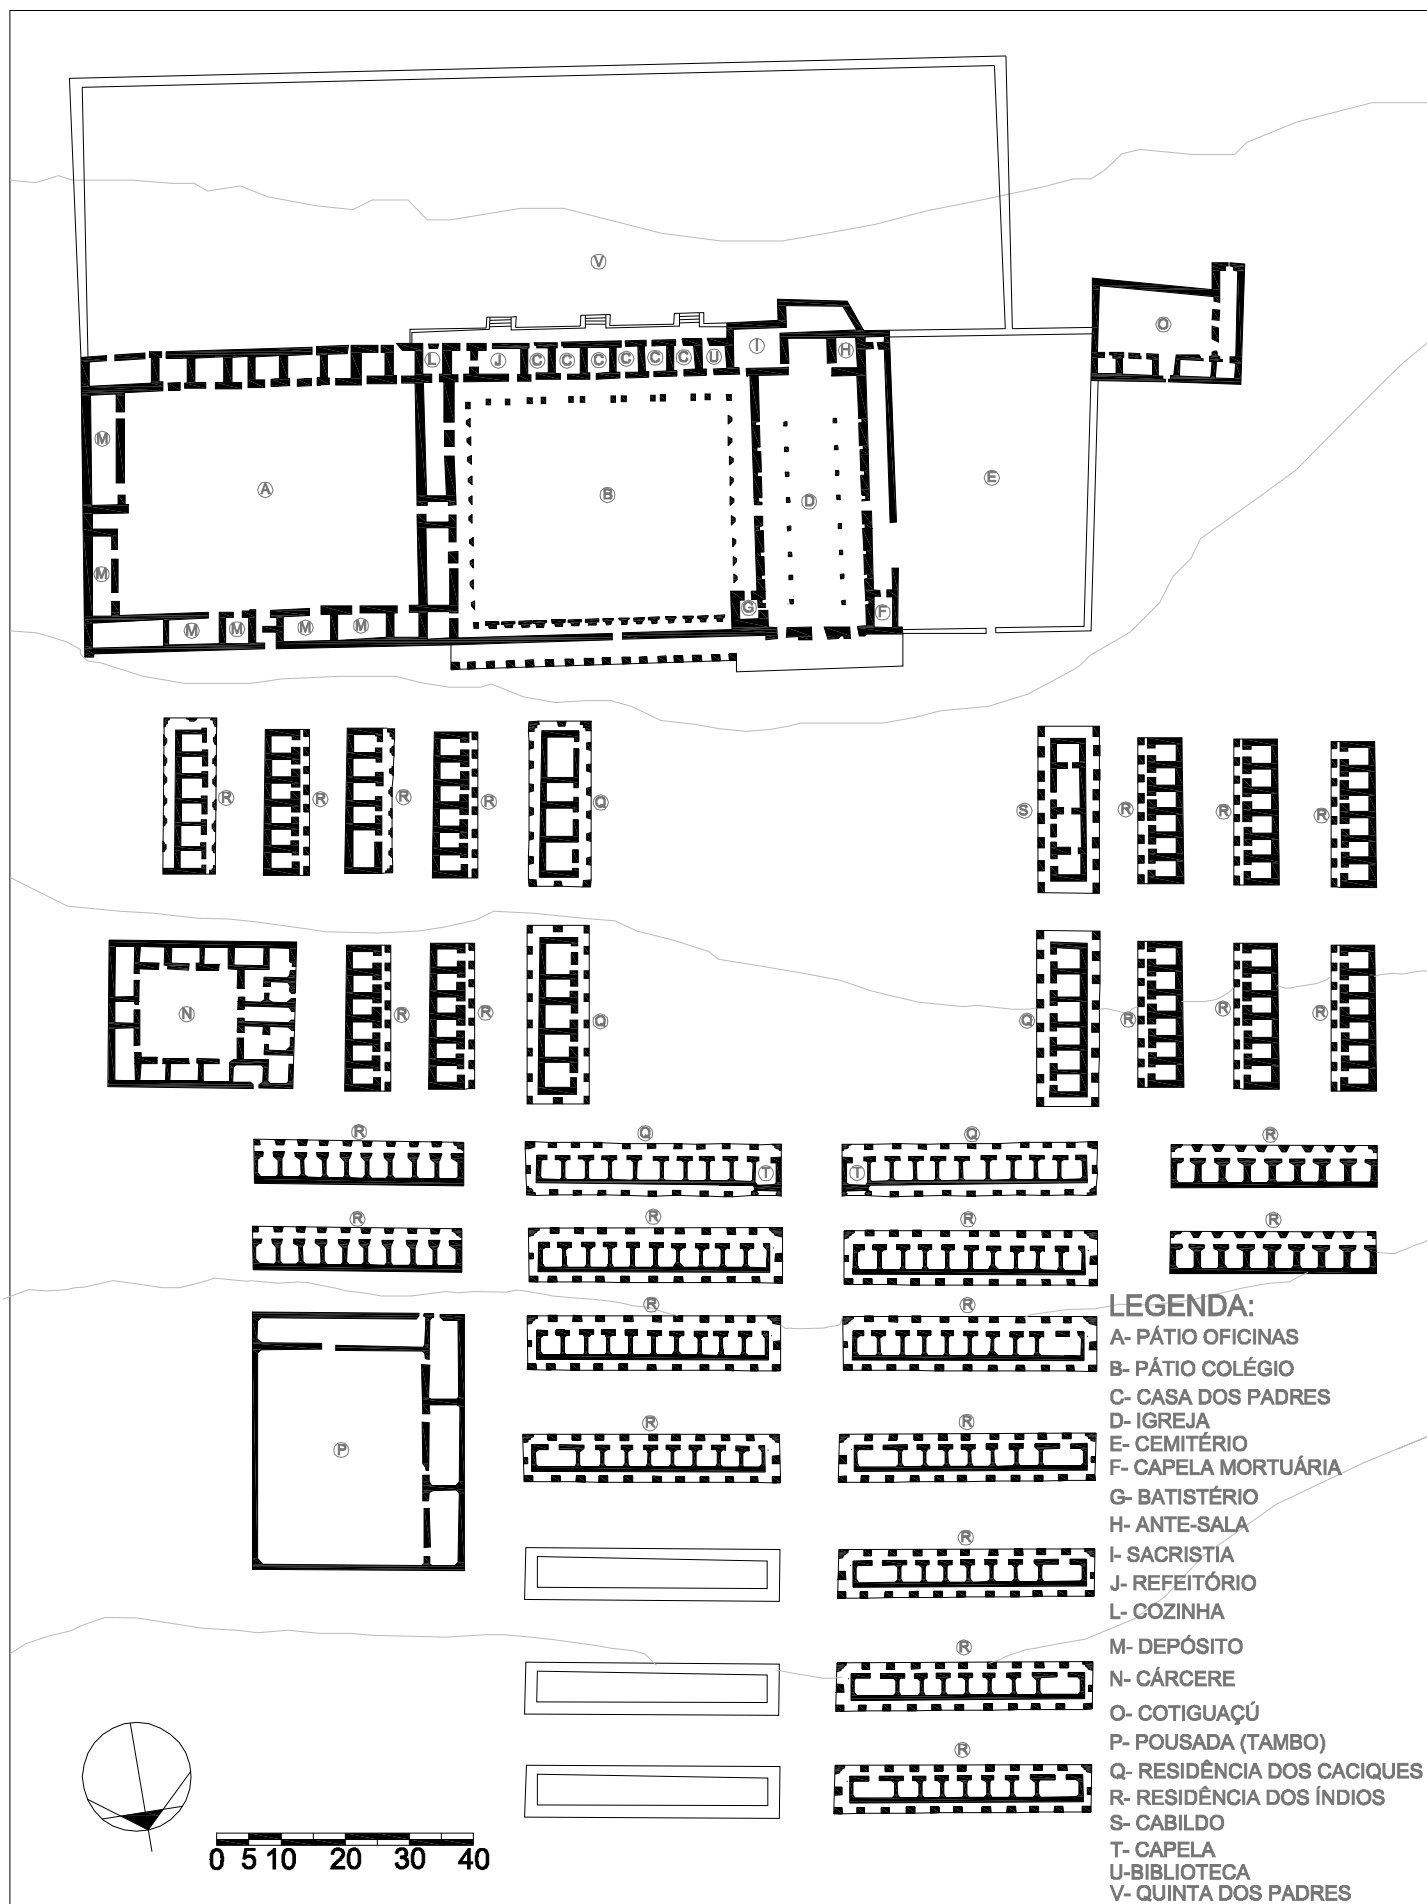 V
O
L
J
C
C
C
C
C
C
U
I
H
M
A
B
D
E
M
M
M
M
M
G
F
R
R
R
R
Q
S
R
R
R
N
R
R
Q
Q
R
R
R
R
Q
Q
R
T
T
R
R
R
R
R
R
P
R
R
R
R
R
LEGENDA:
A- PÁTIO OFICINAS
B- PÁTIO COLÉGIO
C- CASA DOS PADRES
D- IGREJA
E- CEMITÉRIO
F- CAPELA MORTUÁRIA
G- BATISTÉRIO
H- ANTE-SALA
I- SACRISTIA
J- REFEITÓRIO
L- COZINHA
M- DEPÓSITO
N- CÁRCERE
O- COTIGUAÇÚ
P- POUSADA (TAMBO)
Q- RESIDÊNCIA DOS CACIQUES
R- RESIDÊNCIA DOS ÍNDIOS
S- CABILDO
T- CAPELA
U-BIBLIOTECA
V- QUINTA DOS PADRES
0 5 10 20 30 40